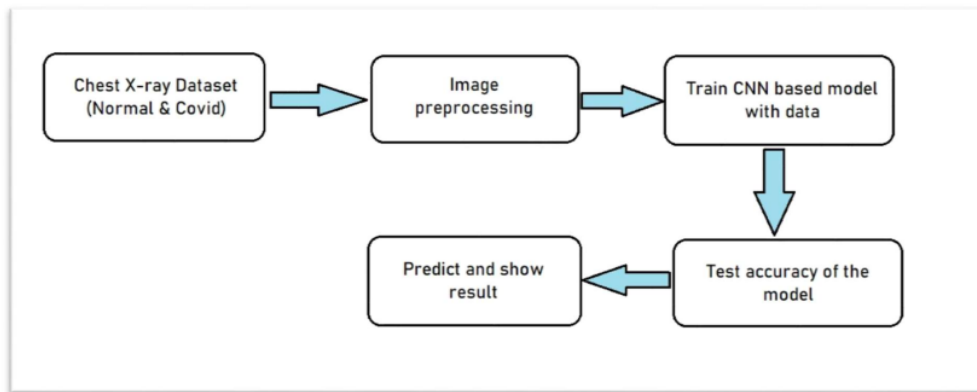 Chest X-ray Dataset
(Normal & Covid)
Image
preprocessing
Train CNN based model
with data
Test accuracy of the
model
Predict and show
result